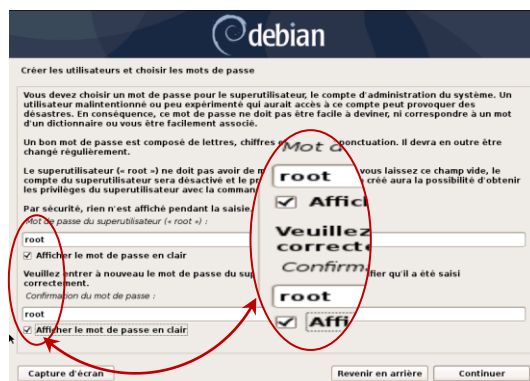 debian
Créer les utilisateurs et choisir les mots de passe
Vous devez choisir un mot de passe pour le superutilisateur, le compte d'administration du système. Un
utilisateur malintentionné ou peu expérimenté qui aurait accès à ce compte peut provoquer des
désastres. En conséquence, ce mot de passe ne doit pas être facile à deviner, ni correspondre à un mot
d'un dictionnaire ou vous être facilement associé.
Un bon mot de passe est composé de lettres, chiffres ponctuation. Il devra en outre être
changé régulièrement.
Le superutilisateur (« root ») ne doit pas avoir de vous laissez ce champ vide, le
compte du superutilisateur sera désactivé et le créé aura la possibilité d'obtenir
les privilèges du superutilisateur avec la
Par sécurité, rien n'est affiché pendant la saisie.
Mot de passe du superutilisateur (« root ») :
root
Afficher le mot de passe en clair
Veuillez entrer à nouveau le mot de passe du qu'il a été saisi
correctement.
Confirmation du mot de passe :
root
Afficher le mot de passe en clair
Mot
root
Veuillez
root
Capture d'écran
Revenir en arrière
Continuer